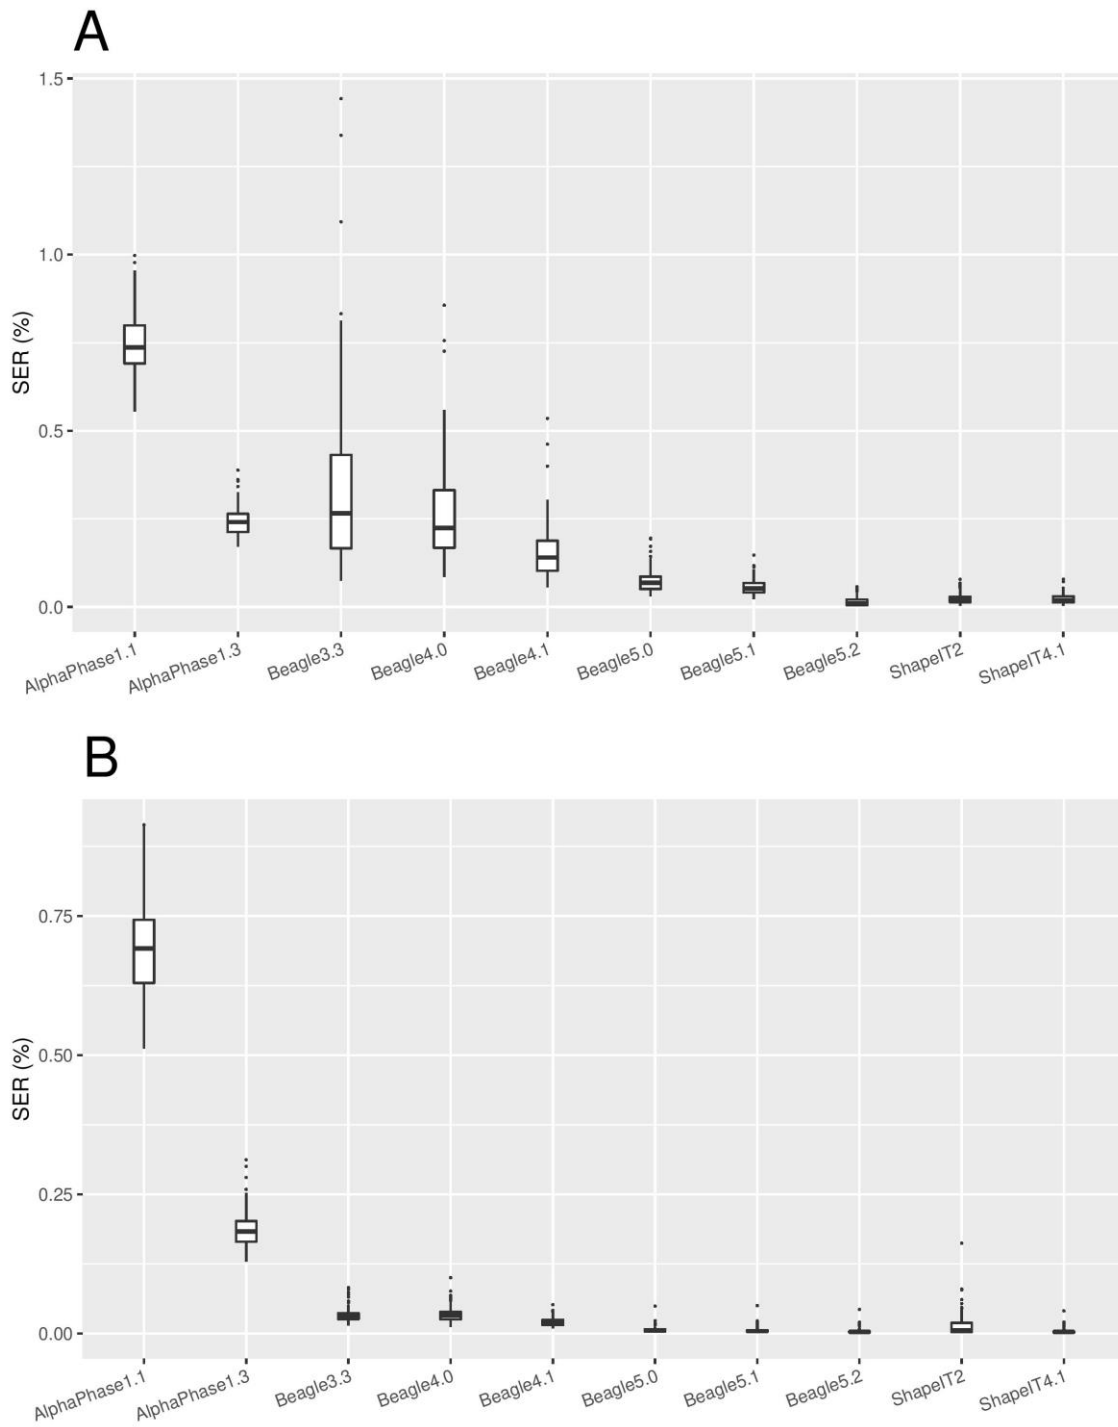 A
1.5
1.0
0.5
0.0
SER (%)
AlphaPhase1.1 AlphaPhase1.3 Beagle3.3 Beagle4.0 Beagle4.1 Beagle5.0 Beagle5.1 Beagle5.2 ShapeIT2 ShapeIT4.1
B
0.75
0.50
0.25
0.00
SER (%)
AlphaPhase1.1 AlphaPhase1.3 Beagle3.3 Beagle4.0 Beagle4.1 Beagle5.0 Beagle5.1 Beagle5.2 ShapeIT2 ShapeIT4.1